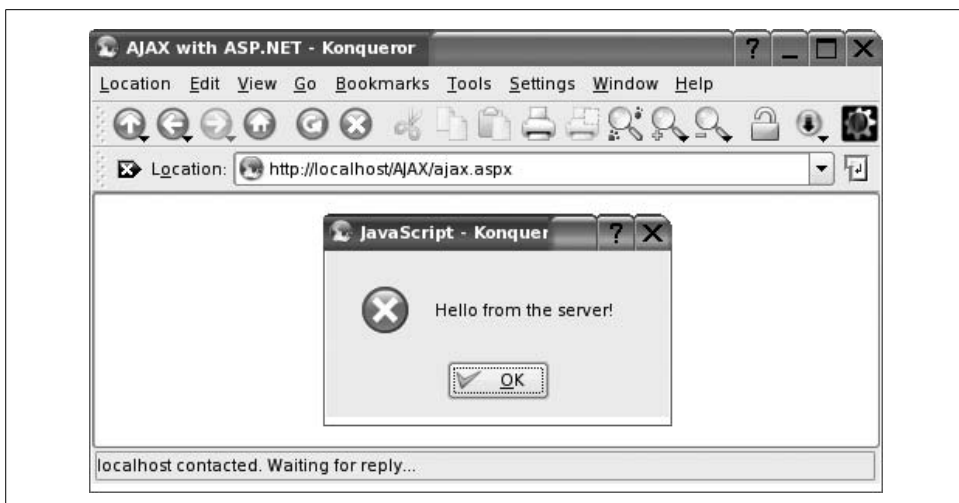 AJAX with ASP.NET - Konqueror ? _
Location Edit View Go Bookmarks Tools Settings Window Help
Location: http://localhost/AJAX/ajax.aspx
JavaScript - Konquer ?
Hello from the server!
OK
localhost contacted. Waiting for reply...